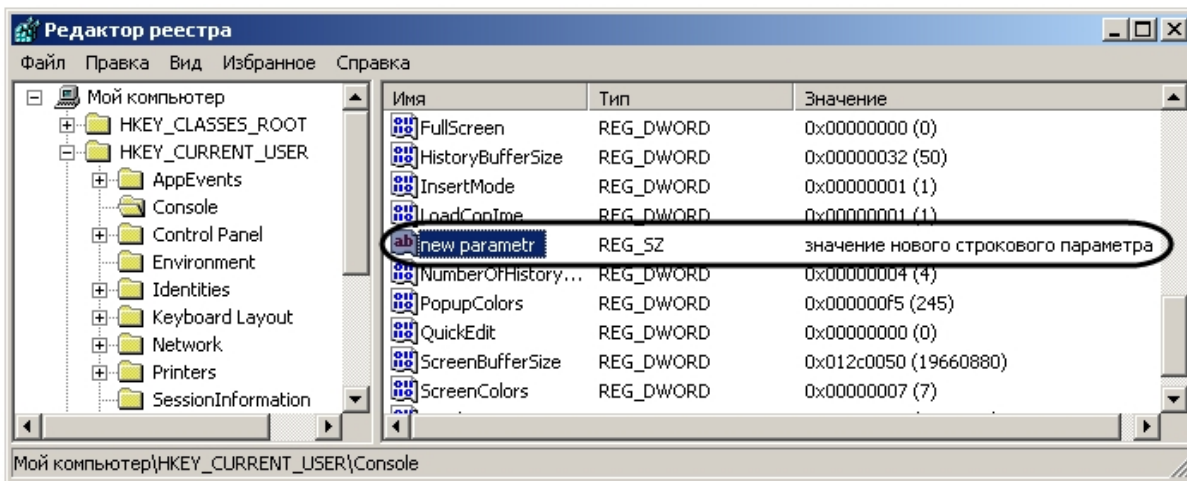 Редактор реестра
Файл Правка Вид Избранное Справка
Мой компьютер
HKEY_CLASSES_ROOT
HKEY_CURRENT_USER
AppEvents
Console
Control Panel
Environment
Identities
Keyboard Layout
Network
Printers
SessionInformation
Имя Тип Значение
FullScreen REG_DWORD 0x00000000 (0)
HistoryBufferSize REG_DWORD 0x00000032 (50)
InsertMode REG_DWORD 0x00000001 (1)
LoadConIme REG_DWORD 0x00000001 (1)
new parametr REG_SZ значение нового строкового параметра
NumberOfHistory... REG_DWORD 0x00000004 (4)
PopupColors REG_DWORD 0x000000f5 (245)
QuickEdit REG_DWORD 0x00000000 (0)
ScreenBufferSize REG_DWORD 0x012c0050 (19660880)
ScreenColors REG_DWORD 0x00000007 (7)
Мой компьютер\HKEY_CURRENT_USER\Console